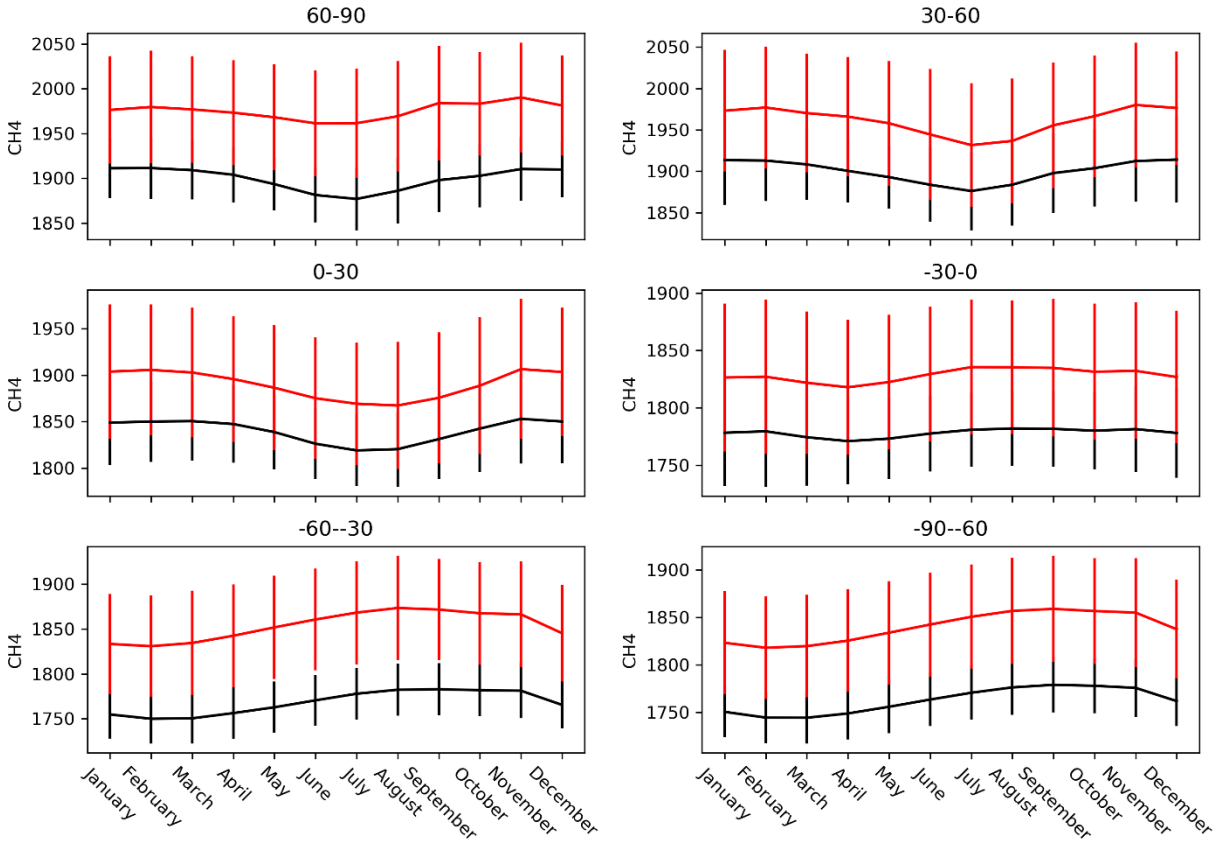 60-90
30-60
2050
2000
1950
1900
1850
CH4
2050
2000
1950
1900
1850
CH4
0-30
-30-0
1950
1900
1850
1800
CH4
1900
1850
1800
1750
CH4
-60--30
-90--60
1900
1850
1800
1750
CH4
1900
1850
1800
1750
CH4
January
February
March
April
May
June
July
August
September
October
November
December
January
February
March
April
May
June
July
August
September
October
November
December